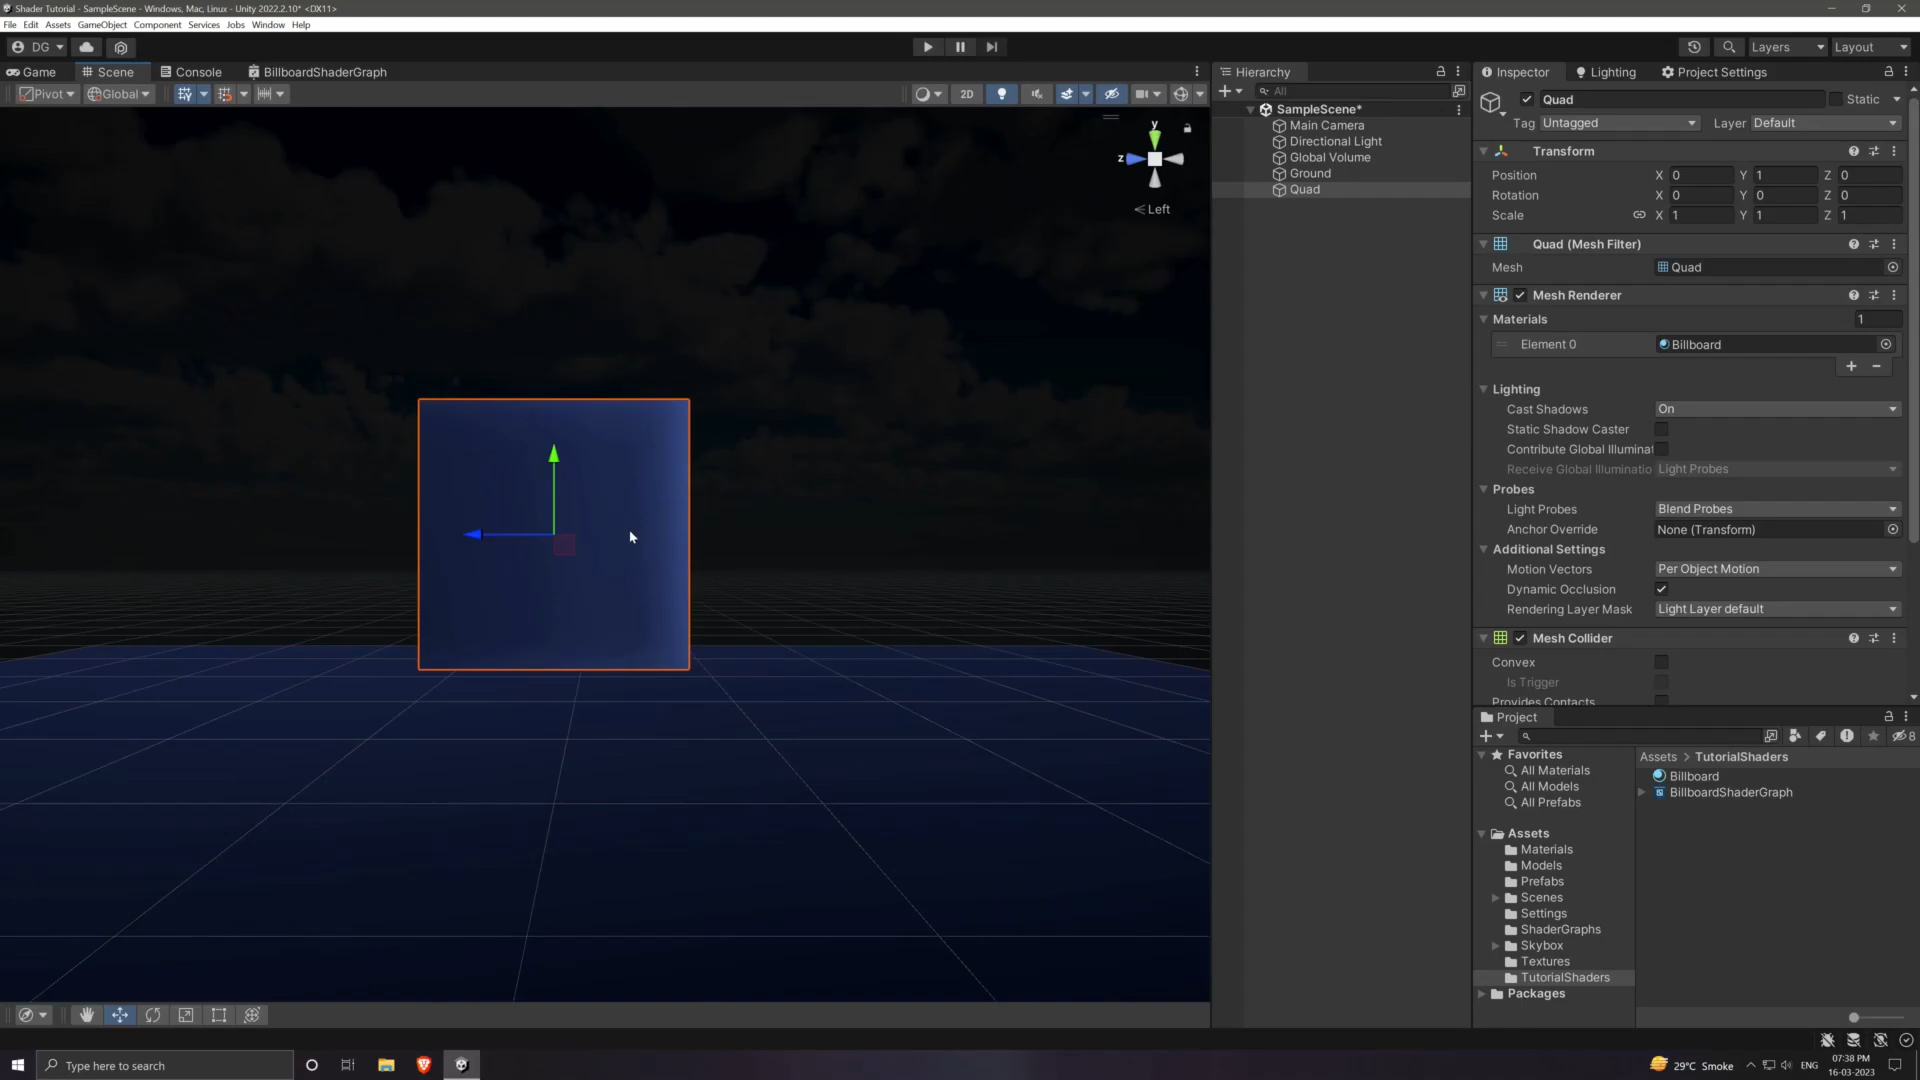 Shader Tutorial - SampleScene - Windows, Mac, Linux - Unity 2022.2.10* <DX11>
File Edit Assets GameObject Component Services Jobs Window Help
DG Layers Layout
Game Scene Console BillboardShaderGraph
Pivot Global 2D
y
z
< Left
Hierarchy
All
SampleScene*
Main Camera
Directional Light
Global Volume
Ground
Quad
Inspector Lighting Project Settings
Quad Static
Tag Untagged Layer Default
Transform
Position X 0 Y 1 Z 0
Rotation X 0 Y 0 Z 0
Scale X 1 Y 1 Z 1
Quad (Mesh Filter)
Mesh Quad
Mesh Renderer
Materials 1
Element 0 Billboard
Lighting
Cast Shadows On
Static Shadow Caster
Contribute Global Illuminat
Receive Global Illuminatio Light Probes
Probes
Light Probes Blend Probes
Anchor Override None (Transform)
Additional Settings
Motion Vectors Per Object Motion
Dynamic Occlusion
Rendering Layer Mask Light Layer default
Mesh Collider
Convex
Is Trigger
Provides Contacts
Project
8
Favorites
All Materials
All Models
All Prefabs
Assets
Materials
Models
Prefabs
Scenes
Settings
ShaderGraphs
Skybox
Textures
TutorialShaders
Packages
Assets > TutorialShaders
Billboard
BillboardShaderGraph
Type here to search
29°C Smoke ENG 07:38 PM
16-03-2023